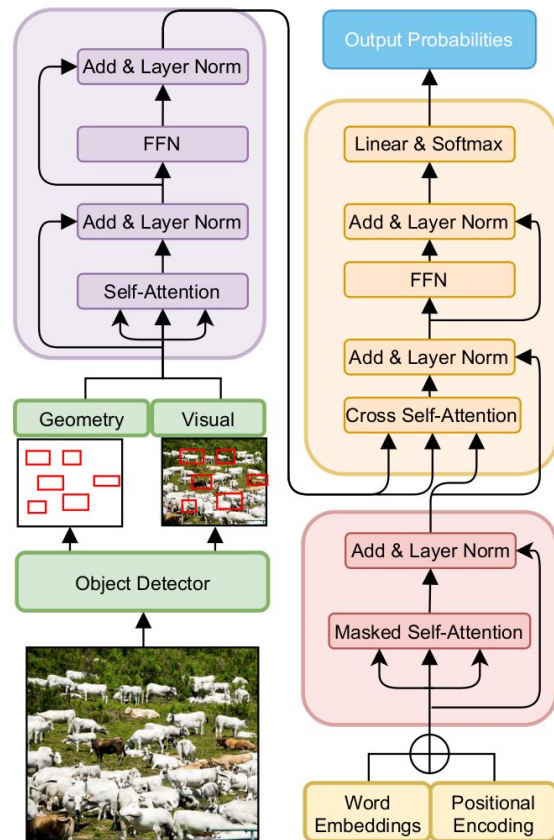 Add & Layer Norm
FFN
Add & Layer Norm
Self-Attention
Geometry
Visual
Object Detector
Output Probabilities
Linear & Softmax
Add & Layer Norm
FFN
Add & Layer Norm
Cross Self-Attention
Add & Layer Norm
Masked Self-Attention
Word
Embeddings
Positional
Encoding